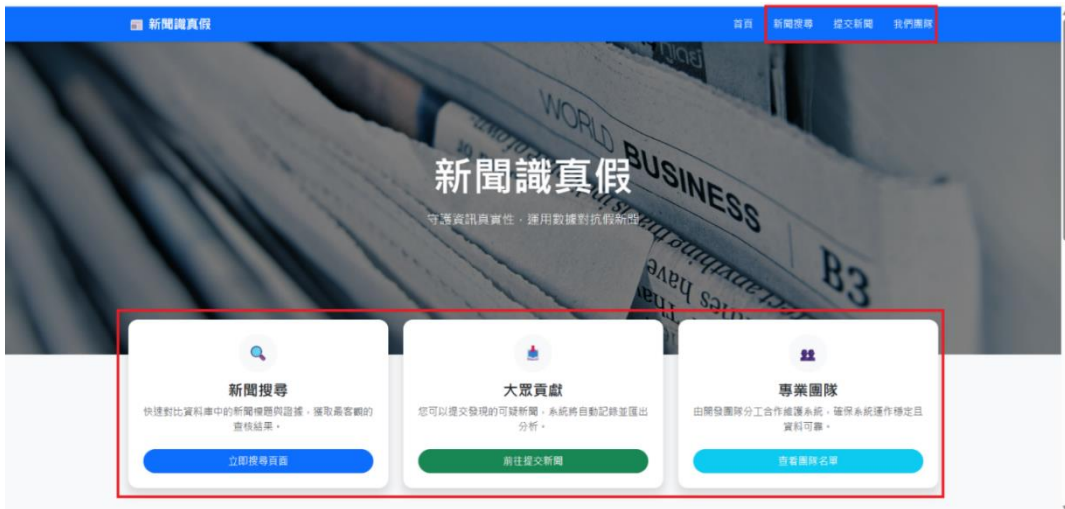 新聞識真假
首頁 新聞搜尋 提交新聞 我們團隊
WORLD BUSINESS
B3
新聞識真假
守護資訊真實性，運用數據對抗假新聞
新聞搜尋
快速對比資料庫中的新聞標題與證據，獲取最客觀的
查核結果。
立即搜尋頁面
大眾貢獻
您可以提交發現的可疑新聞，系統將自動記錄並匯出
分析。
前往提交新聞
專業團隊
由開發團隊分工合作維護系統，確保系統運作穩定且
資料可靠。
查看團隊名單